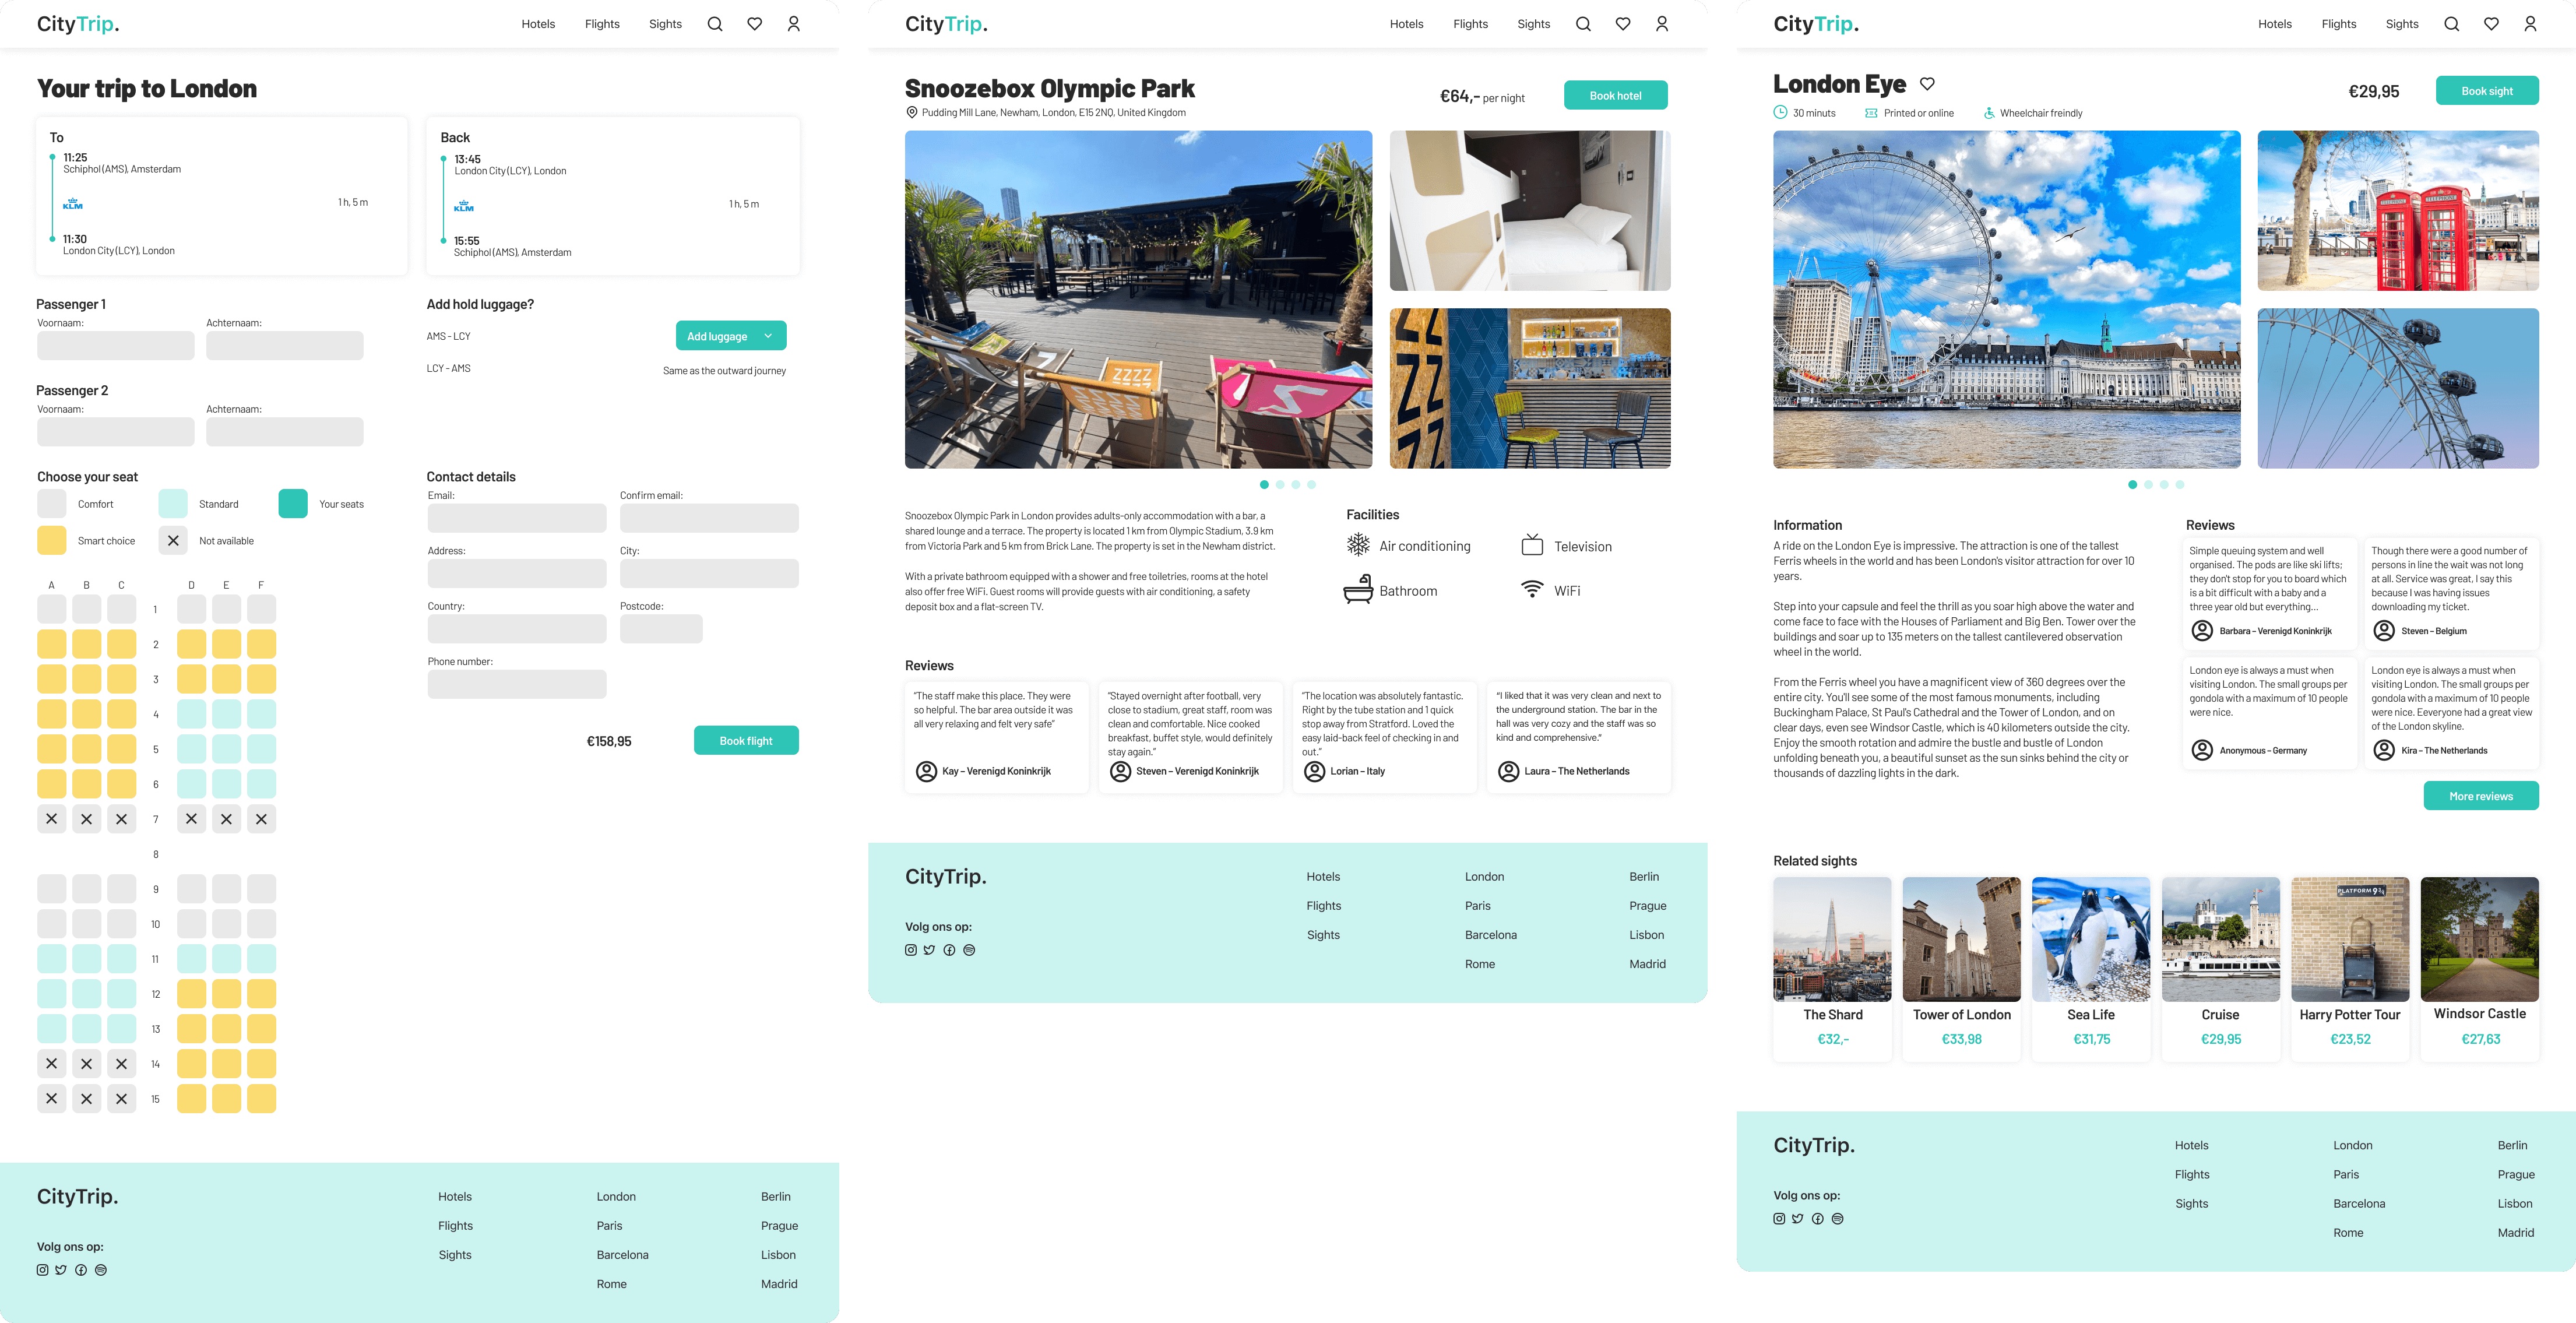 CityTrip.
Hotels
Flights
Sights
Your trip to London
To
11:25
Schiphol (AMS), Amsterdam
KLM
1 h, 5 m
11:30
London City (LCY), London
Back
13:45
London City (LCY), London
KLM
1 h, 5 m
15:55
Schiphol (AMS), Amsterdam
Passenger 1
Voornaam:
Achternaam:
Passenger 2
Voornaam:
Achternaam:
Add hold luggage?
AMS - LCY
Add luggage
LCY - AMS
Same as the outward journey
Choose your seat
Comfort
Standard
Your seats
Smart choice
Not available
A B C D E F
1
2
3
4
5
6
7
8
9
10
11
12
13
14
15
Contact details
Email:
Confirm email:
Address:
City:
Country:
Postcode:
Phone number:
€158,95
Book flight
CityTrip.
Volg ons op:
Hotels
Flights
Sights
London
Paris
Barcelona
Rome
Berlin
Prague
Lisbon
Madrid
CityTrip.
Hotels
Flights
Sights
Snoozebox Olympic Park
Pudding Mill Lane, Newham, London, E15 2NQ, United Kingdom
€64,- per night
Book hotel
ZZZZ
Snoozebox Olympic Park in London provides adults-only accommodation with a bar, a
shared lounge and a terrace. The property is located 1 km from Olympic Stadium, 3.9 km
from Victoria Park and 5 km from Brick Lane. The property is set in the Newham district.
With a private bathroom equipped with a shower and free toiletries, rooms at the hotel
also offer free WiFi. Guest rooms will provide guests with air conditioning, a safety
deposit box and a flat-screen TV.
Facilities
Air conditioning
Television
Bathroom
WiFi
Reviews
"The staff make this place. They were
so helpful. The bar area outside it was
all very relaxing and felt very safe"
Kay – Verenigd Koninkrijk
"Stayed overnight after football, very
close to stadium, great staff, room was
clean and comfortable. Nice cooked
breakfast, buffet style, would definitely
stay again."
Steven – Verenigd Koninkrijk
"The location was absolutely fantastic.
Right by the tube station and 1 quick
stop away from Stratford. Loved the
easy laid-back feel of checking in and
out."
Lorian – Italy
"I liked that it was very clean and next to
the underground station. The bar in the
hall was very cozy and the staff was so
kind and comprehensive."
Laura – The Netherlands
CityTrip.
Volg ons op:
Hotels
Flights
Sights
London
Paris
Barcelona
Rome
Berlin
Prague
Lisbon
Madrid
CityTrip.
Hotels
Flights
Sights
London Eye
30 minuts
Printed or online
Wheelchair freindly
€29,95
Book sight
TELEPHONE
TELEPHONE
Information
A ride on the London Eye is impressive. The attraction is one of the tallest
Ferris wheels in the world and has been London's visitor attraction for over 10
years.
Step into your capsule and feel the thrill as you soar high above the water and
come face to face with the Houses of Parliament and Big Ben. Tower over the
buildings and soar up to 135 meters on the tallest cantilevered observation
wheel in the world.
From the Ferris wheel you have a magnificent view of 360 degrees over the
entire city. You'll see some of the most famous monuments, including
Buckingham Palace, St Paul's Cathedral and the Tower of London, and on
clear days, even see Windsor Castle, which is 40 kilometers outside the city.
Enjoy the smooth rotation and admire the bustle and bustle of London
unfolding beneath you, a beautiful sunset as the sun sinks behind the city or
thousands of dazzling lights in the dark.
Reviews
Simple queuing system and well
organised. The pods are like ski lifts;
they don't stop for you to board which
is a bit difficult with a baby and a
three year old but everything...
Barbara – Verenigd Koninkrijk
Though there were a good number of
persons in line the wait was not long
at all. Service was great, I say this
because I was having issues
downloading my ticket.
Steven – Belgium
London eye is always a must when
visiting London. The small groups per
gondola with a maximum of 10 people
were nice.
Anonymous – Germany
London eye is always a must when
visiting London. The small groups per
gondola with a maximum of 10 people
were nice. Eeveryone had a great view
of the London skyline.
Kira – The Netherlands
More reviews
Related sights
The Shard
€32,-
Tower of London
€33,98
Sea Life
€31,75
Cruise
€29,95
PLATFORM 9¾
Harry Potter Tour
€23,52
Windsor Castle
€27,63
CityTrip.
Volg ons op:
Hotels
Flights
Sights
London
Paris
Barcelona
Rome
Berlin
Prague
Lisbon
Madrid